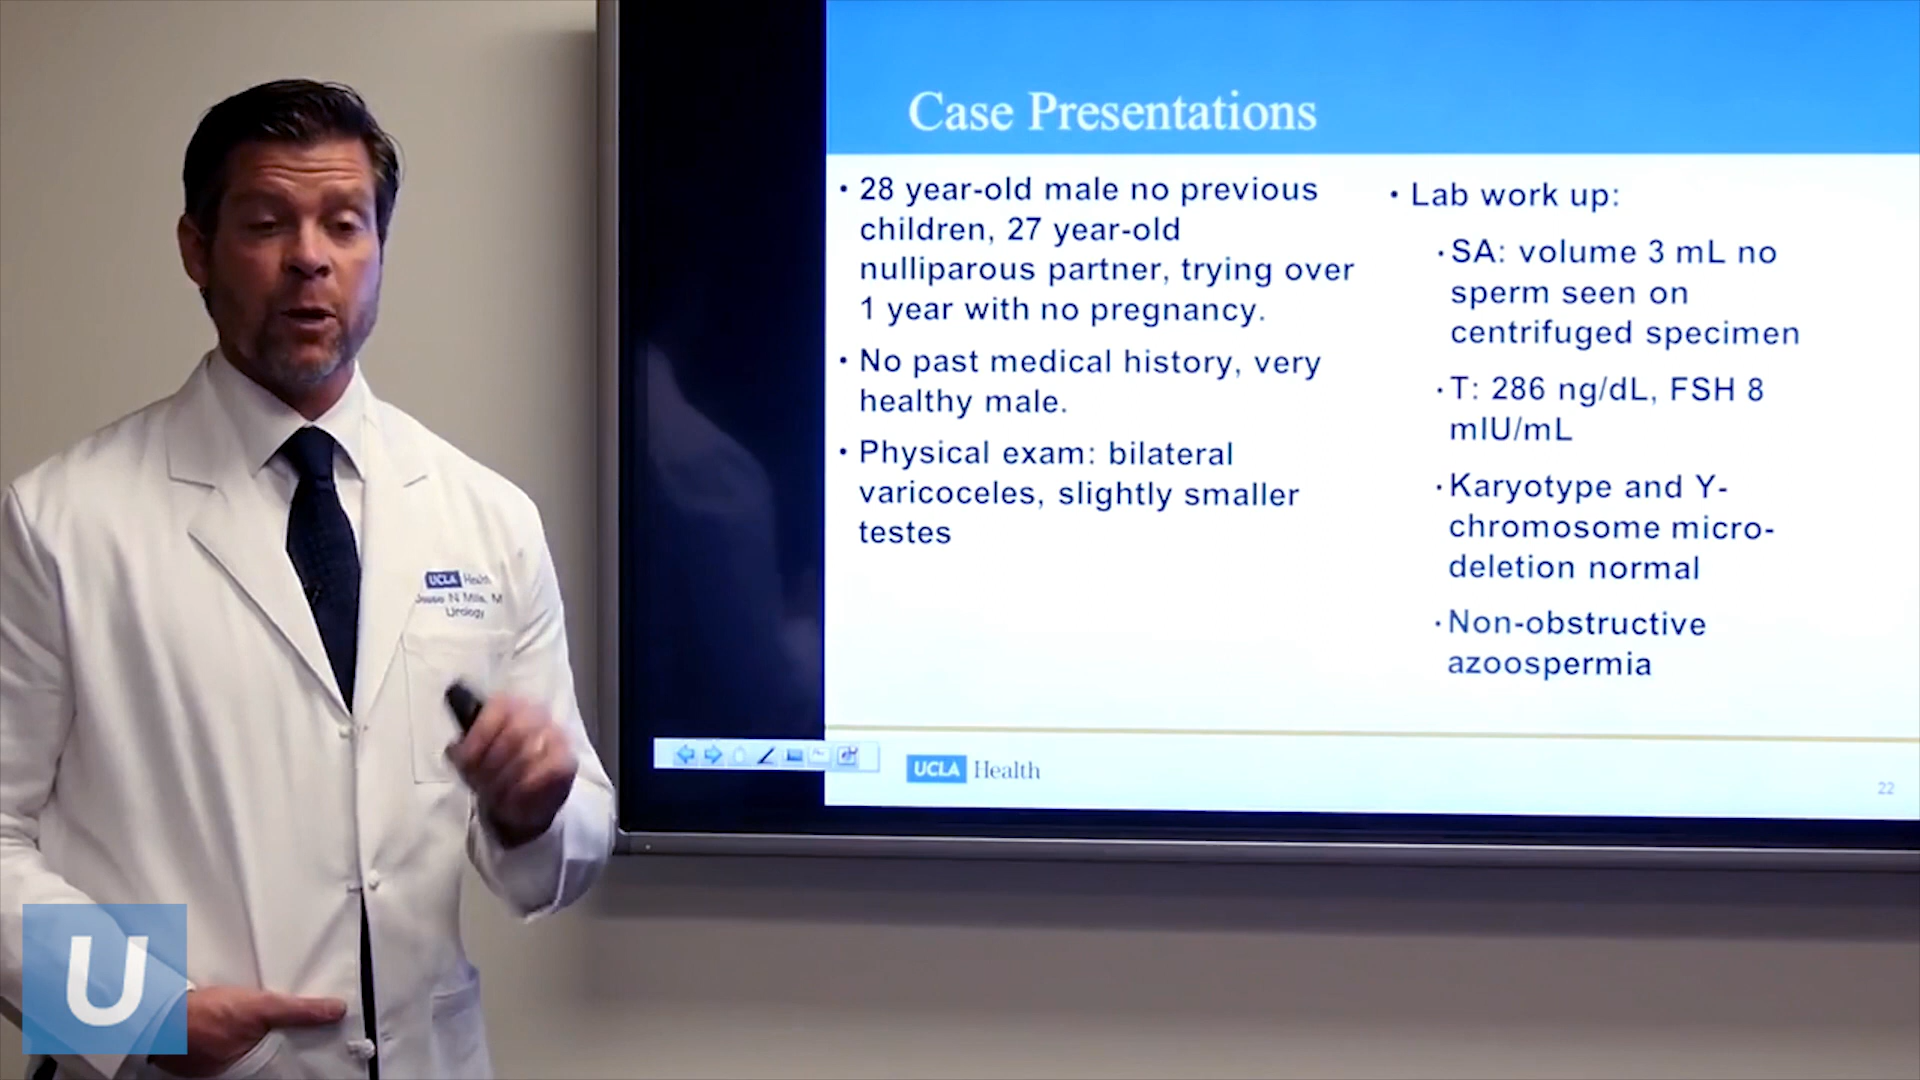 Case Presentations
• 28 year-old male no previous
children, 27 year-old
nulliparous partner, trying over
1 year with no pregnancy.
• No past medical history, very
healthy male.
• Physical exam: bilateral
varicoceles, slightly smaller
testes
• Lab work up:
• SA: volume 3 mL no
sperm seen on
centrifuged specimen
• T: 286 ng/dL, FSH 8
mIU/mL
• Karyotype and Y-
chromosome micro-
deletion normal
• Non-obstructive
azoospermia
UCLA Health
22
UCLA Health
Jesse N Mills, M
Urology
U